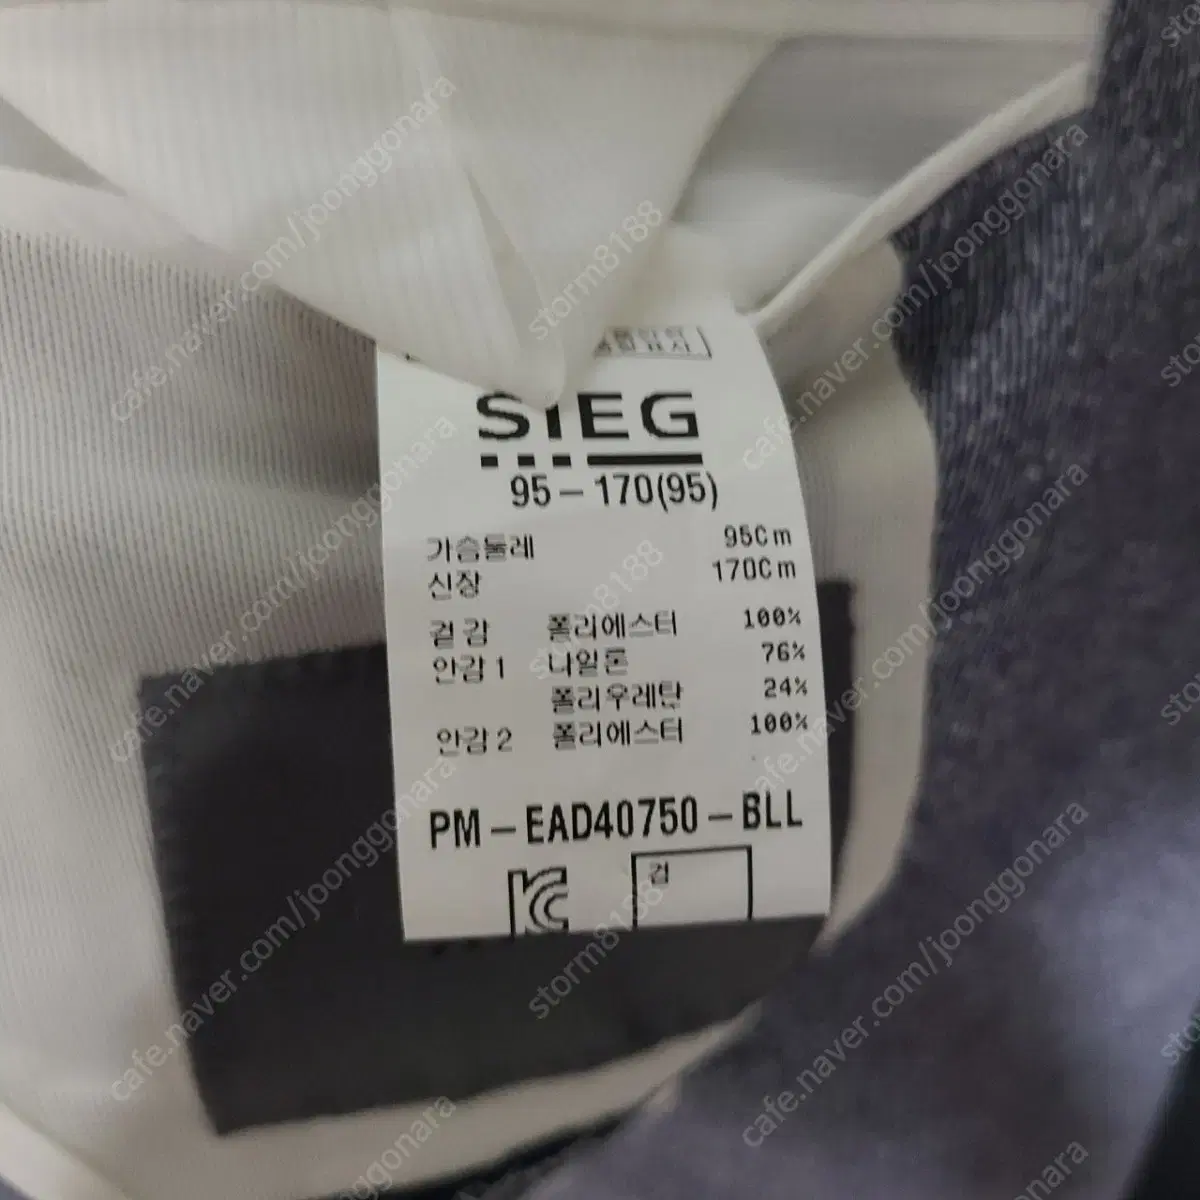 SIEG
95-170(95)
가슴둘레 95Cm
신장 170Cm
겉감 폴리에스터 100%
안감1 나일론 76%
폴리우레탄 24%
안감2 폴리에스터 100%
PM-EAD40750-BLL
검
cafe.naver.com/joonggonara
storm8188